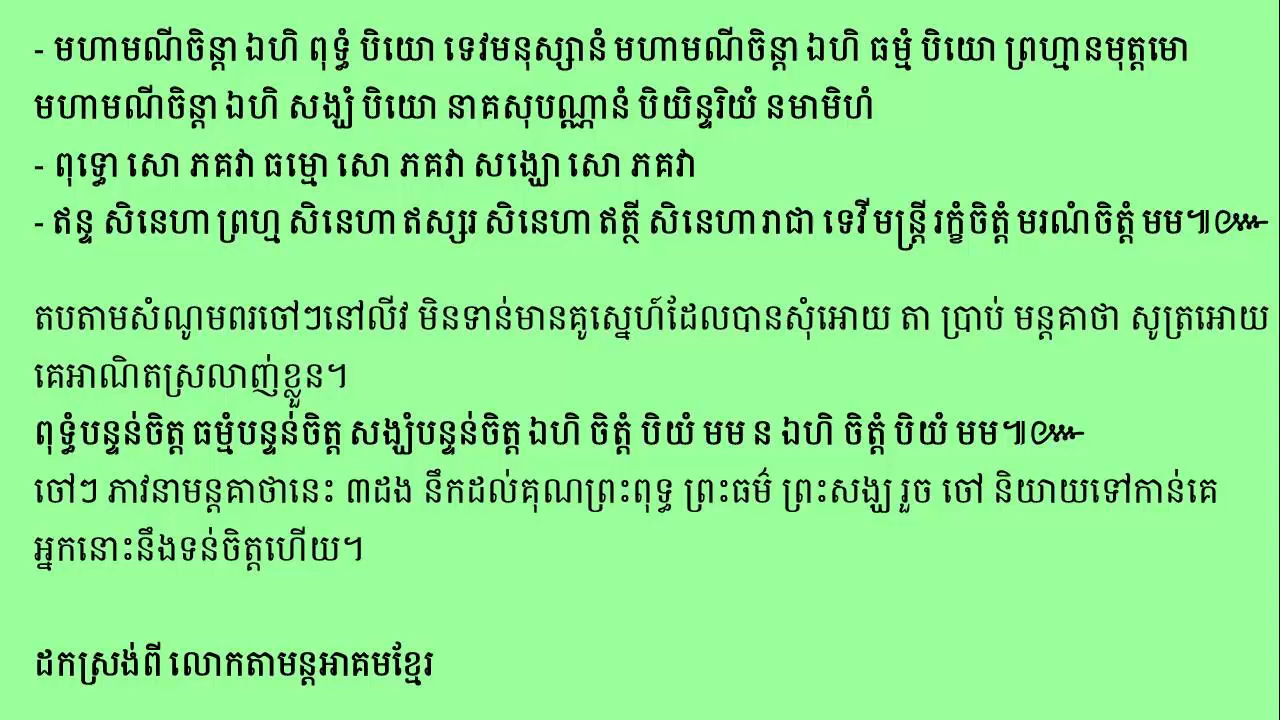 - មហាមណីចិន្តា ឯហិ ពុទ្ធំ បិយោ ទេវមនុស្សានំ មហាមណីចិន្តា ឯហិ ធម្មំ បិយោ ព្រហ្មានមុត្តមោ
មហាមណីចិន្តា ឯហិ សង្ឃំ បិយោ នាគសុបណ្ណានំ បិយិន្ទរិយំ នមាមិហំ
- ពុទ្ធោ សោ ភគវា ធម្មោ សោ ភគវា សង្ឃោ សោ ភគវា
- ឥន្ទ សិនេហា ព្រហ្ម សិនេហា ឥស្សរ សិនេហា ឥត្ថី សិនេហា រាជា ទេវី មន្ត្រី រក្ខំចិត្តំ មរណំចិត្តំ មម៕៚
តបតាមសំណូមពរចៅៗនៅលីវ មិនទាន់មានគូស្នេហ៍ដែលបានសុំអោយ តា ប្រាប់ មន្តគាថា សូត្រអោយ
គេអាណិតស្រលាញ់ខ្លួន។
ពុទ្ធំបន្ទន់ចិត្ត ធម្មំបន្ទន់ចិត្ត សង្ឃំបន្ទន់ចិត្ត ឯហិ ចិត្តំ បិយំ មម ន ឯហិ ចិត្តំ បិយំ មម៕៚
ចៅៗ ភាវនាមន្តគាថានេះ ៣ដង នឹកដល់គុណព្រះពុទ្ធ ព្រះធម៌ ព្រះសង្ឃ រួច ចៅ និយាយទៅកាន់គេ
អ្នកនោះនឹងទន់ចិត្តហើយ។
ដកស្រង់ពី លោកតាមន្តអាគមខ្មែរ